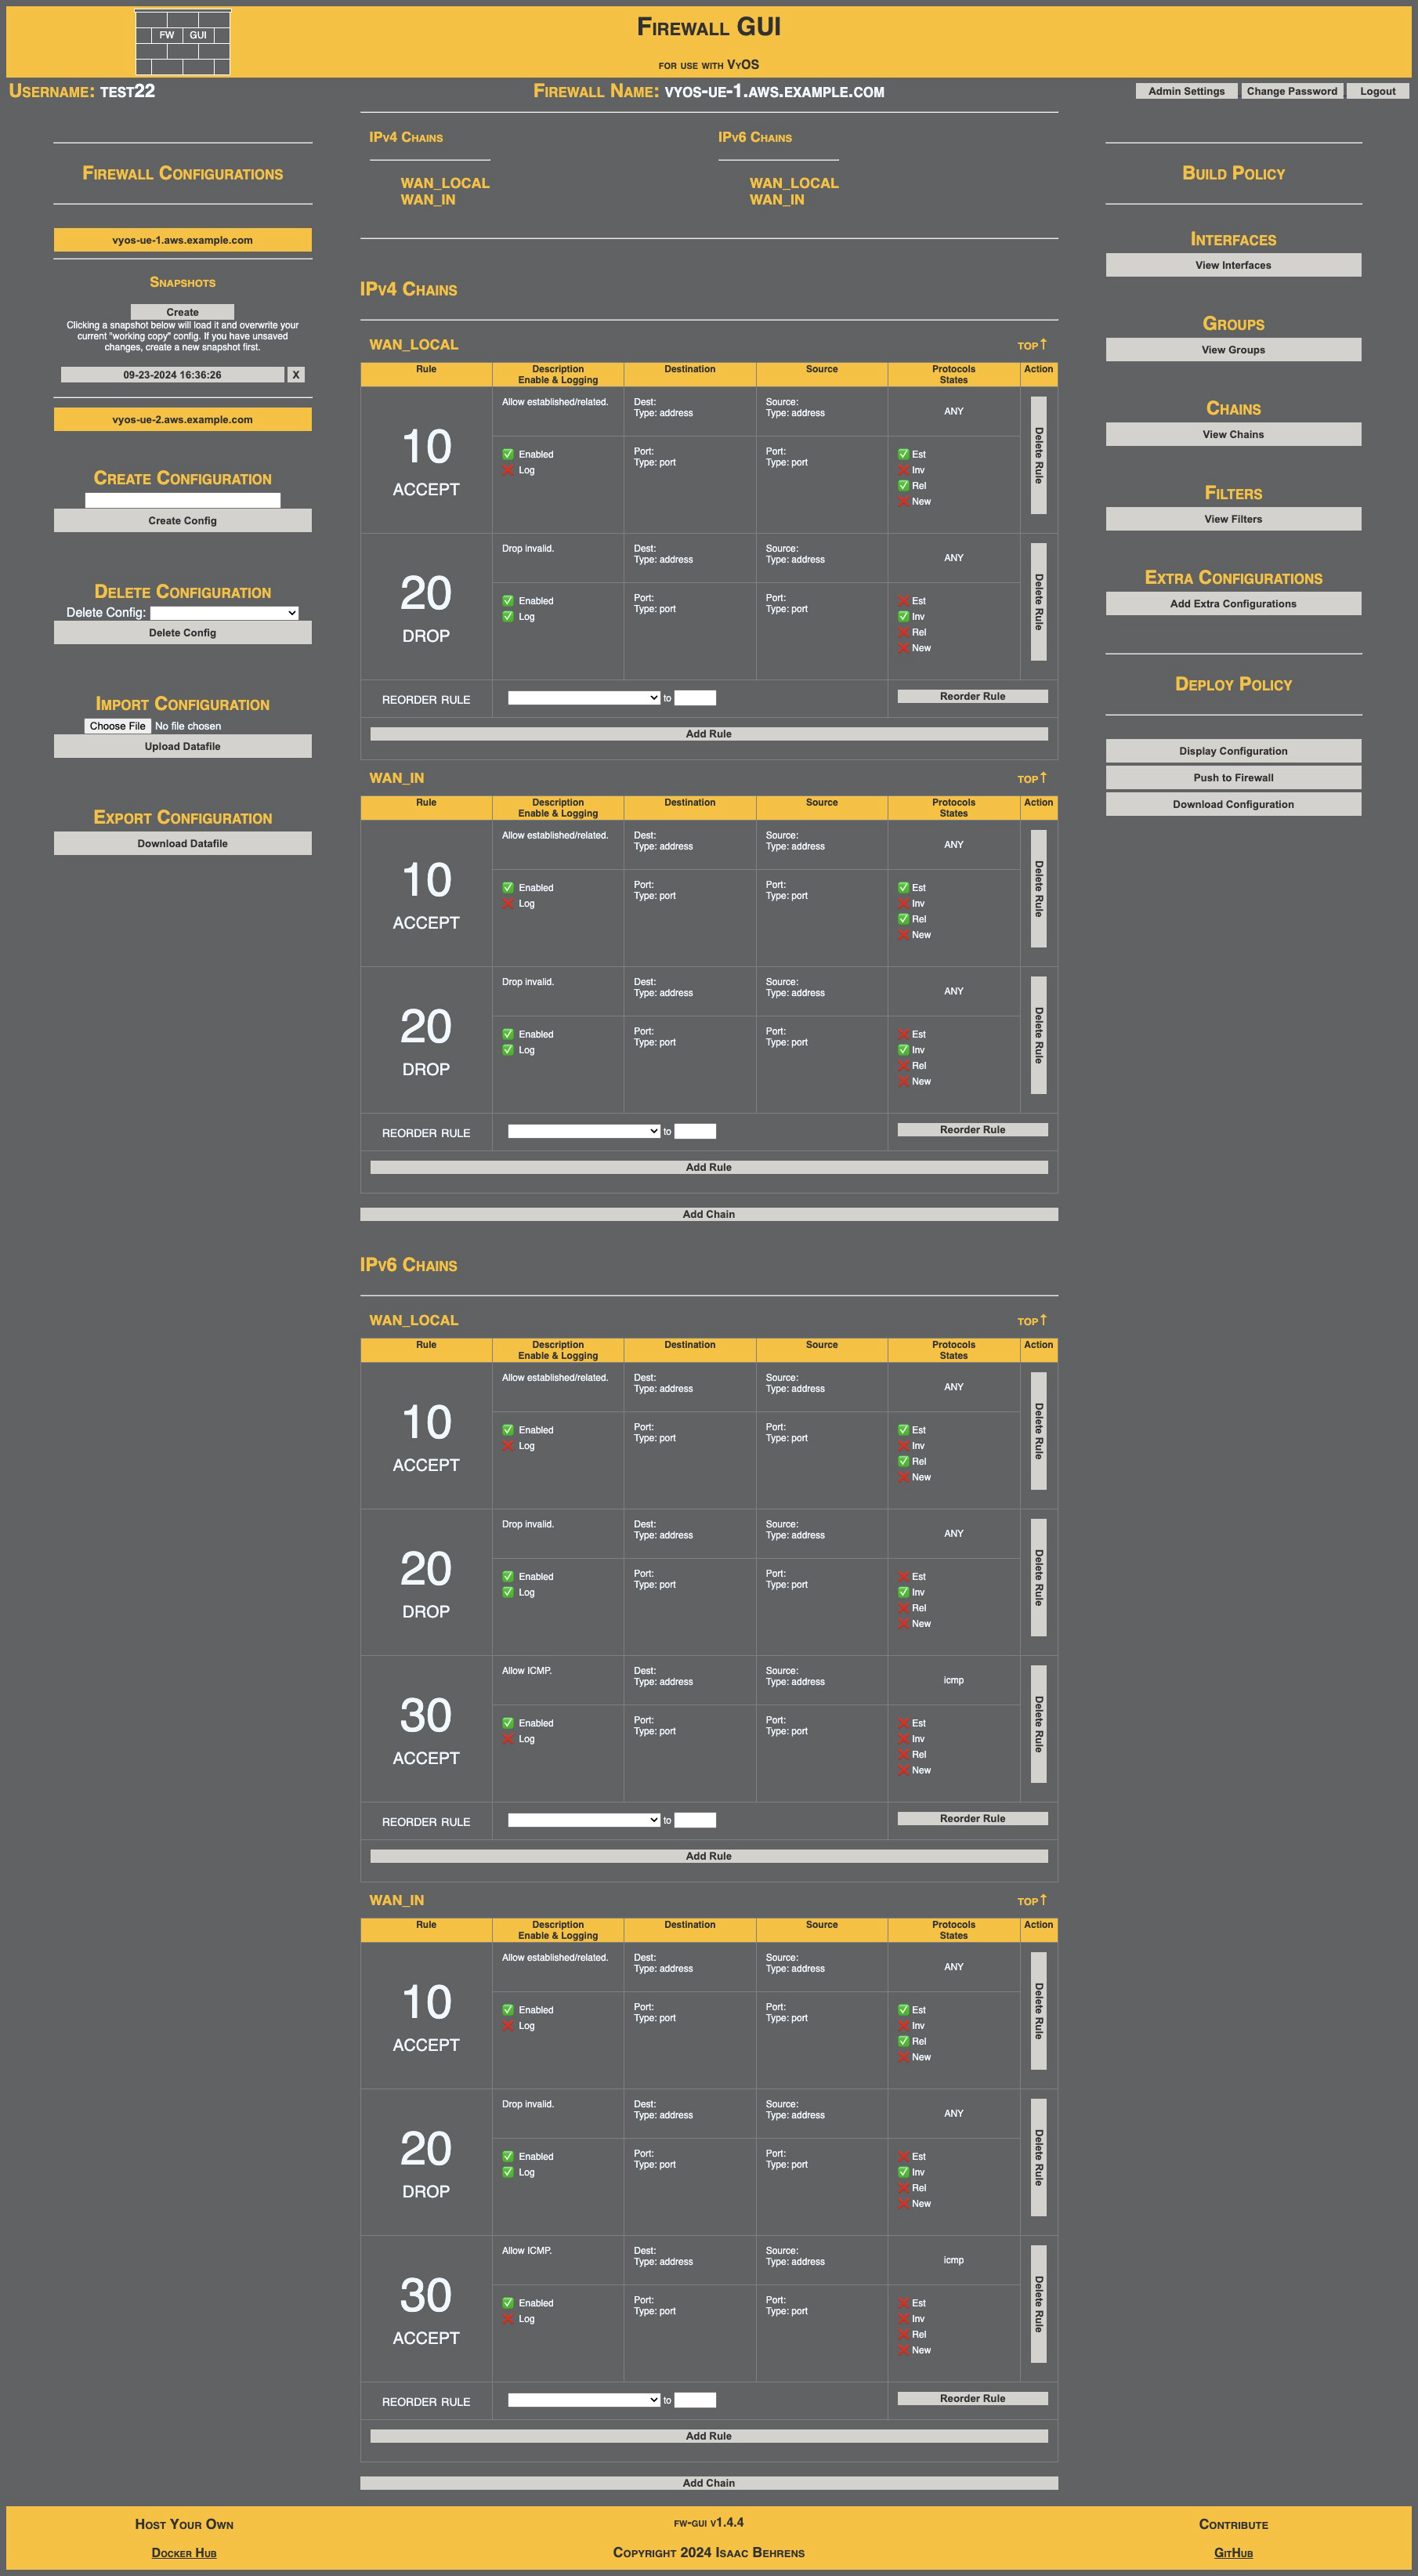 FW GUI
Firewall GUI
for use with VyOS
Username: test22
Firewall Name: vyos-ue-1.aws.example.com
Admin Settings
Change Password
Logout
Firewall Configurations
vyos-ue-1.aws.example.com
Snapshots
Create
Clicking a snapshot below will load it and overwrite your
current "working copy" config. If you have unsaved
changes, create a new snapshot first.
09-23-2024 16:36:26 X
vyos-ue-2.aws.example.com
Create Configuration
Create Config
Delete Configuration
Delete Config:
Delete Config
Import Configuration
Choose File No file chosen
Upload Datafile
Export Configuration
Download Datafile
IPv4 Chains
WAN_LOCAL
WAN_IN
IPv6 Chains
WAN_LOCAL
WAN_IN
IPv4 Chains
WAN_LOCAL
top↑
Rule
Description
Enable & Logging
Destination
Source
Protocols
States
Action
10
ACCEPT
Allow established/related.
Enabled
Log
Dest:
Type: address
Port:
Type: port
Source:
Type: address
Port:
Type: port
ANY
Est
Inv
Rel
New
Delete Rule
20
DROP
Drop invalid.
Enabled
Log
Dest:
Type: address
Port:
Type: port
Source:
Type: address
Port:
Type: port
ANY
Est
Inv
Rel
New
Delete Rule
REORDER RULE
to
Reorder Rule
Add Rule
WAN_IN
top↑
Rule
Description
Enable & Logging
Destination
Source
Protocols
States
Action
10
ACCEPT
Allow established/related.
Enabled
Log
Dest:
Type: address
Port:
Type: port
Source:
Type: address
Port:
Type: port
ANY
Est
Inv
Rel
New
Delete Rule
20
DROP
Drop invalid.
Enabled
Log
Dest:
Type: address
Port:
Type: port
Source:
Type: address
Port:
Type: port
ANY
Est
Inv
Rel
New
Delete Rule
REORDER RULE
to
Reorder Rule
Add Rule
Add Chain
IPv6 Chains
WAN_LOCAL
top↑
Rule
Description
Enable & Logging
Destination
Source
Protocols
States
Action
10
ACCEPT
Allow established/related.
Enabled
Log
Dest:
Type: address
Port:
Type: port
Source:
Type: address
Port:
Type: port
ANY
Est
Inv
Rel
New
Delete Rule
20
DROP
Drop invalid.
Enabled
Log
Dest:
Type: address
Port:
Type: port
Source:
Type: address
Port:
Type: port
ANY
Est
Inv
Rel
New
Delete Rule
30
ACCEPT
Allow ICMP.
Enabled
Log
Dest:
Type: address
Port:
Type: port
Source:
Type: address
Port:
Type: port
icmp
Est
Inv
Rel
New
Delete Rule
REORDER RULE
to
Reorder Rule
Add Rule
WAN_IN
top↑
Rule
Description
Enable & Logging
Destination
Source
Protocols
States
Action
10
ACCEPT
Allow established/related.
Enabled
Log
Dest:
Type: address
Port:
Type: port
Source:
Type: address
Port:
Type: port
ANY
Est
Inv
Rel
New
Delete Rule
20
DROP
Drop invalid.
Enabled
Log
Dest:
Type: address
Port:
Type: port
Source:
Type: address
Port:
Type: port
ANY
Est
Inv
Rel
New
Delete Rule
30
ACCEPT
Allow ICMP.
Enabled
Log
Dest:
Type: address
Port:
Type: port
Source:
Type: address
Port:
Type: port
icmp
Est
Inv
Rel
New
Delete Rule
REORDER RULE
to
Reorder Rule
Add Rule
Add Chain
Build Policy
Interfaces
View Interfaces
Groups
View Groups
Chains
View Chains
Filters
View Filters
Extra Configurations
Add Extra Configurations
Deploy Policy
Display Configuration
Push to Firewall
Download Configuration
Host Your Own
Docker Hub
fw-gui v1.4.4
Copyright 2024 Isaac Behrens
Contribute
GitHub